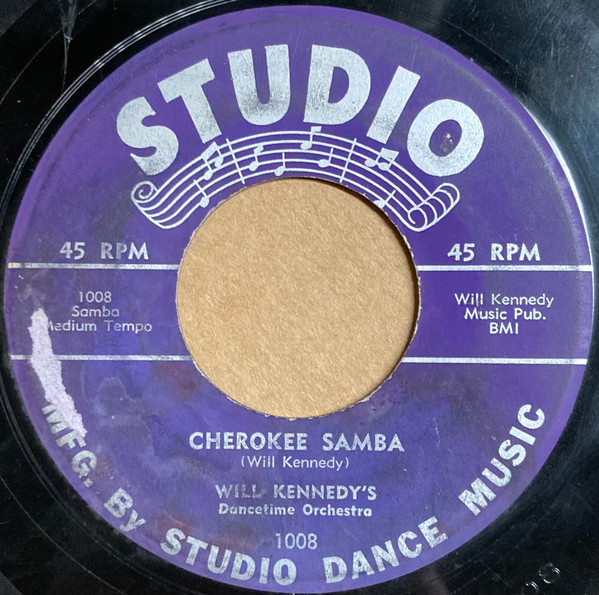 STUDIO
45 RPM
45 RPM
1008
Samba
Medium Tempo
Will Kennedy
Music Pub.
BMI
CHEROKEE SAMBA
(Will Kennedy)
WILL KENNEDY'S
Dancetime Orchestra
1008
MFG. By STUDIO DANCE MUSIC